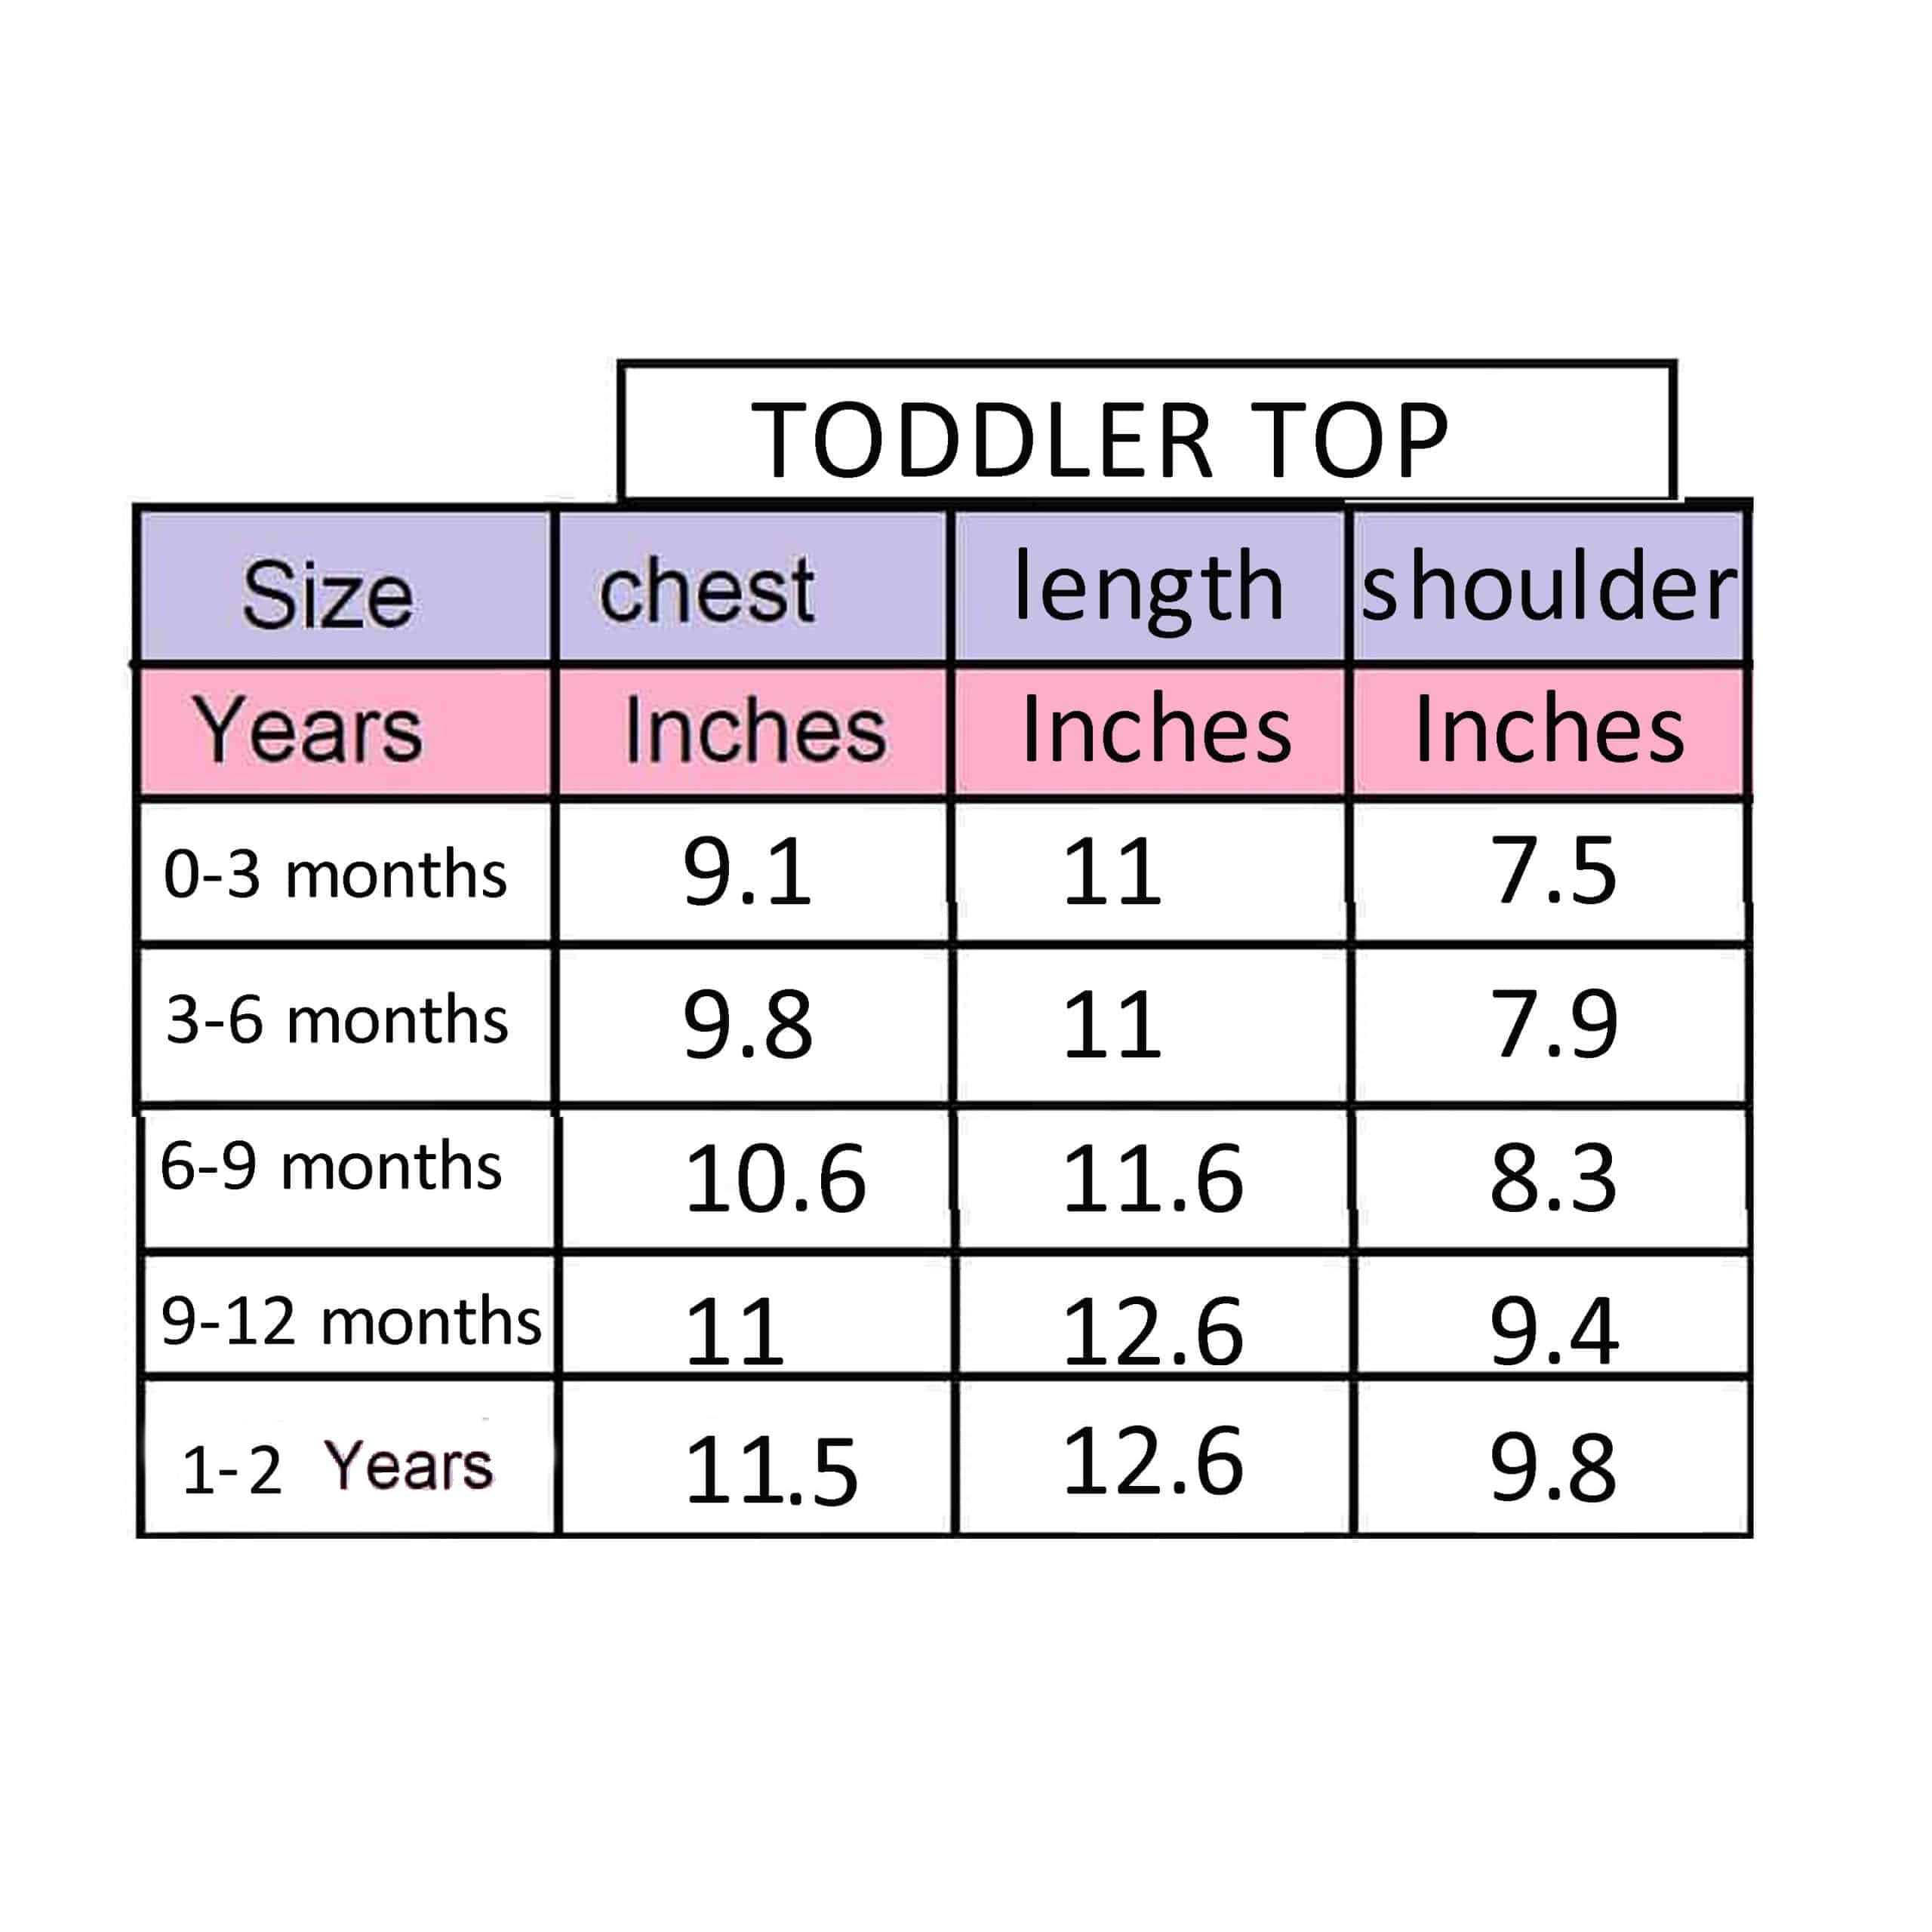 TODDLER TOP
Size chest length shoulder
Years Inches Inches Inches
0-3 months 9.1 11 7.5
3-6 months 9.8 11 7.9
6-9 months 10.6 11.6 8.3
9-12 months 11 12.6 9.4
1-2 Years 11.5 12.6 9.8